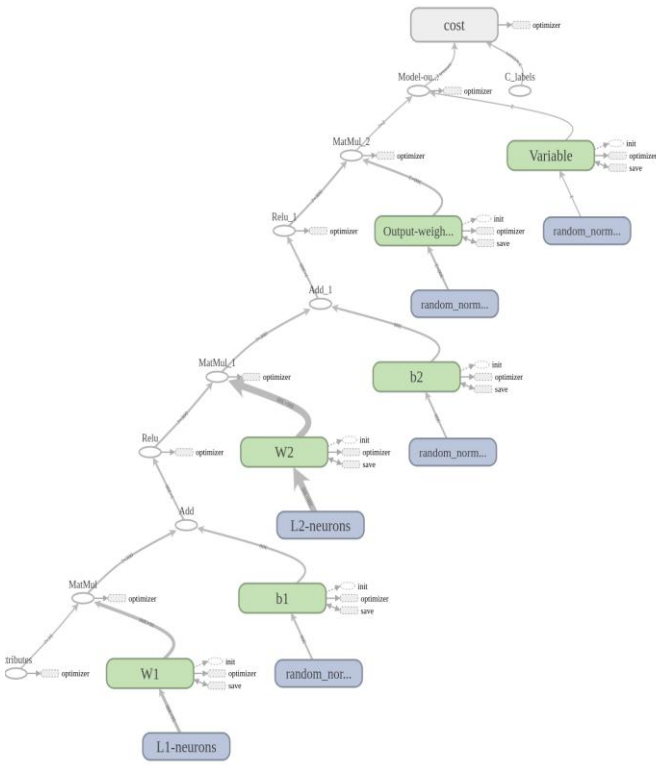 cost
optimizer
Model-ou...
optimizer
C_labels
MatMul_2
optimizer
Variable
init
optimizer
save
Relu_1
optimizer
Output-weigh...
init
optimizer
save
random_norm...
Add_1
random_norm...
MatMul_1
optimizer
b2
init
optimizer
save
Relu
optimizer
W2
init
optimizer
save
random_norm...
Add
L2-neurons
MatMul
optimizer
b1
init
optimizer
save
tributes
optimizer
W1
init
optimizer
save
random_nor...
L1-neurons